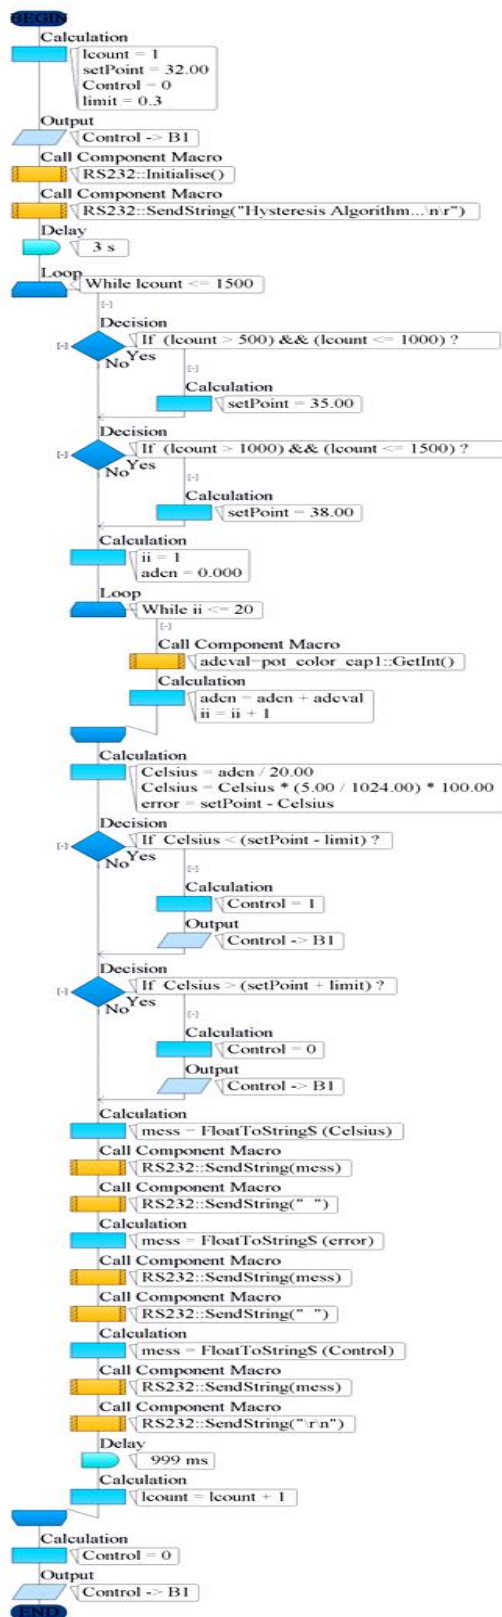 BEGIN
Calculation
lcount = 1
setPoint = 32.00
Control = 0
limit = 0.3
Output
Control -> B1
Call Component Macro
RS232::Initialise()
Call Component Macro
RS232::SendString("Hysteresis Algorithm...\n\r")
Delay
3 s
Loop
While lcount <= 1500
Decision
If (lcount > 500) && (lcount <= 1000) ?
Yes
No
Calculation
setPoint = 35.00
Decision
If (lcount > 1000) && (lcount <= 1500) ?
Yes
No
Calculation
setPoint = 38.00
Calculation
ii = 1
adcn = 0.000
Loop
While ii <= 20
Call Component Macro
adcval=pot_color_cap1::GetInt()
Calculation
adcn = adcn + adcval
ii = ii + 1
Calculation
Celsius = adcn / 20.00
Celsius = Celsius * (5.00 / 1024.00) * 100.00
error = setPoint - Celsius
Decision
If Celsius < (setPoint - limit) ?
Yes
No
Calculation
Control = 1
Output
Control -> B1
Decision
If Celsius > (setPoint + limit) ?
Yes
No
Calculation
Control = 0
Output
Control -> B1
Calculation
mess = FloatToString$ (Celsius)
Call Component Macro
RS232::SendString(mess)
Call Component Macro
RS232::SendString("  ")
Calculation
mess = FloatToString$ (error)
Call Component Macro
RS232::SendString(mess)
Call Component Macro
RS232::SendString("  ")
Calculation
mess = FloatToString$ (Control)
Call Component Macro
RS232::SendString(mess)
Call Component Macro
RS232::SendString("\r\n")
Delay
999 ms
Calculation
lcount = lcount + 1
Calculation
Control = 0
Output
Control -> B1
END